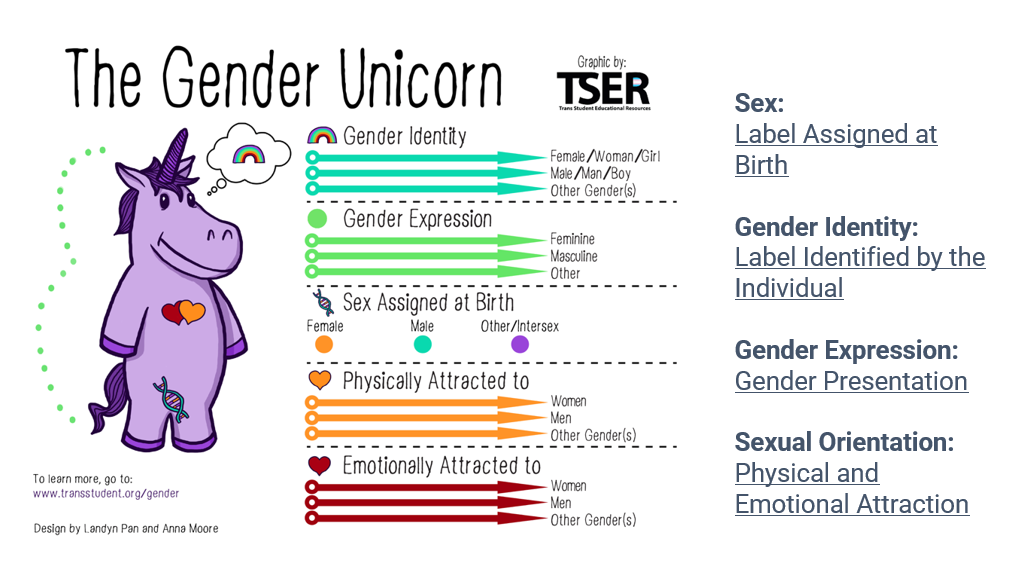 The Gender Unicorn
Graphic by:
TSER
Trans Student Educational Resources
Gender Identity
Female/Woman/Girl
Male/Man/Boy
Other Gender(s)
Gender Expression
Feminine
Masculine
Other
Sex Assigned at Birth
Female Male Other/Intersex
Physically Attracted to
Women
Men
Other Gender(s)
Emotionally Attracted to
Women
Men
Other Gender(s)
To learn more, go to:
www.transstudent.org/gender
Design by Landyn Pan and Anna Moore
Sex:
Label Assigned at
Birth
Gender Identity:
Label Identified by the
Individual
Gender Expression:
Gender Presentation
Sexual Orientation:
Physical and
Emotional Attraction